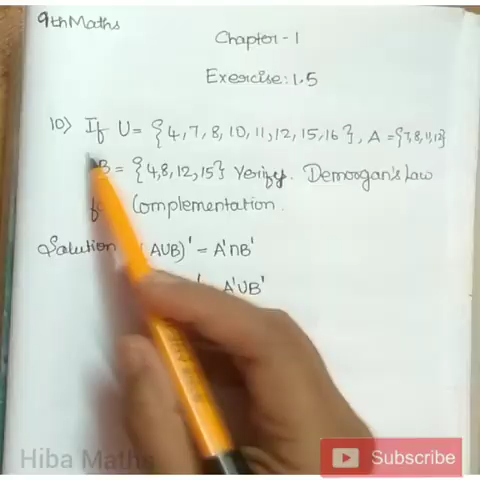 9th Maths
Chapter - 1
Exercise: 1.5
10) If U = {4, 7, 8, 10, 11, 12, 15, 16}, A = {7, 8, 11, 12}
B = {4, 8, 12, 15} Verify. Demorgan's Law
Complementation.
Solution (AUB)' = A'∩B'
' = A'UB'
Hiba Maths
Subscribe